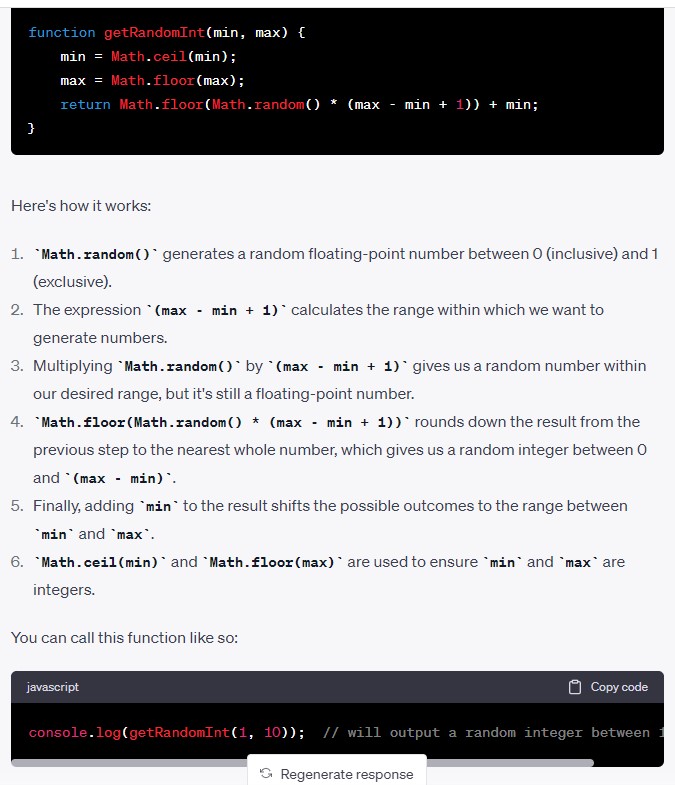 function getRandomInt(min, max) {
    min = Math.ceil(min);
    max = Math.floor(max);
    return Math.floor(Math.random() * (max - min + 1)) + min;
}
Here's how it works:
1. `Math.random()` generates a random floating-point number between 0 (inclusive) and 1
(exclusive).
2. The expression `(max - min + 1)` calculates the range within which we want to
generate numbers.
3. Multiplying `Math.random()` by `(max - min + 1)` gives us a random number within
our desired range, but it's still a floating-point number.
4. `Math.floor(Math.random() * (max - min + 1))` rounds down the result from the
previous step to the nearest whole number, which gives us a random integer between 0
and `(max - min)`.
5. Finally, adding `min` to the result shifts the possible outcomes to the range between
`min` and `max`.
6. `Math.ceil(min)` and `Math.floor(max)` are used to ensure `min` and `max` are
integers.
You can call this function like so:
javascript Copy code
console.log(getRandomInt(1, 10));  // will output a random integer between 1
Regenerate response